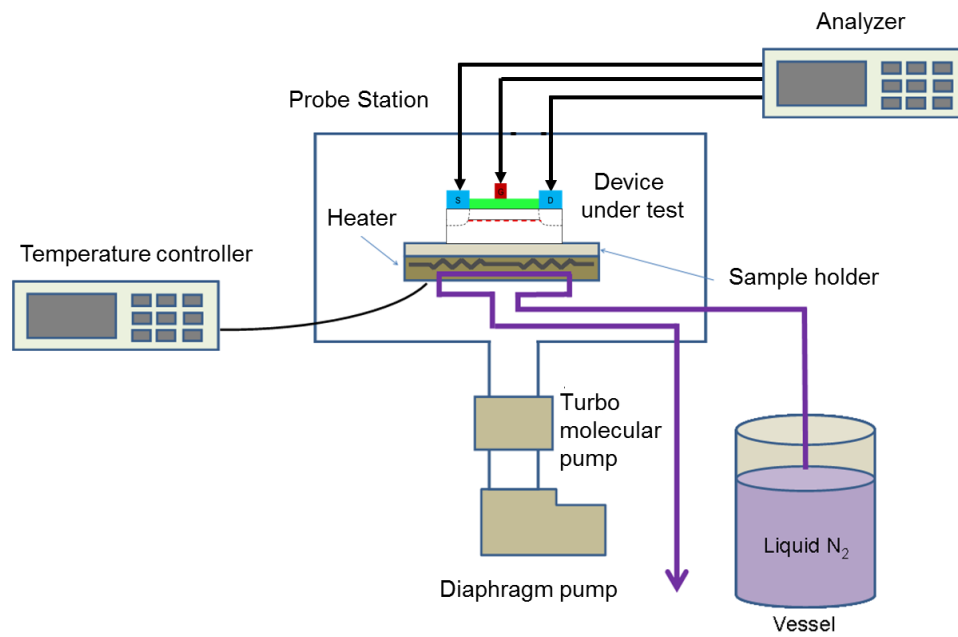 Analyzer
Probe Station
Device
under test
S
G
D
Heater
Temperature controller
Sample holder
Turbo
molecular
pump
Liquid N₂
Diaphragm pump
Vessel